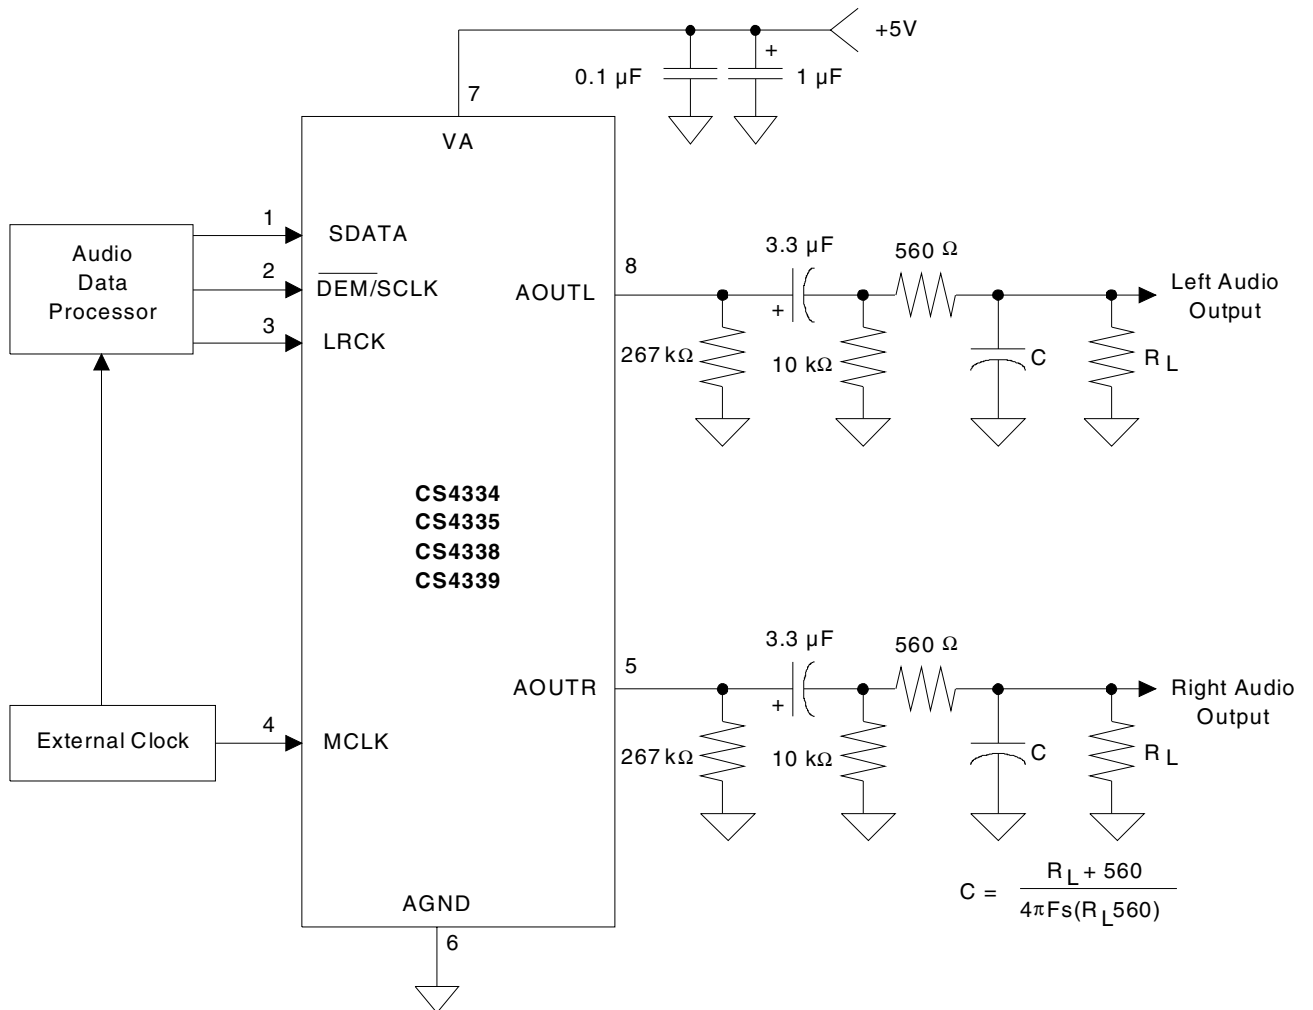 +5V
0.1 µF
+
1 µF
7
VA
Audio
Data
Processor
1
SDATA
2
DEM/SCLK
3
LRCK
AOUTL
8
3.3 µF
+
560 Ω
267 kΩ
10 kΩ
C
R L
Left Audio
Output
CS4334
CS4335
CS4338
CS4339
External Clock
4
MCLK
AOUTR
5
3.3 µF
+
560 Ω
267 kΩ
10 kΩ
C
R L
Right Audio
Output
AGND
6
C = R L + 560
4πFs(R L 560)